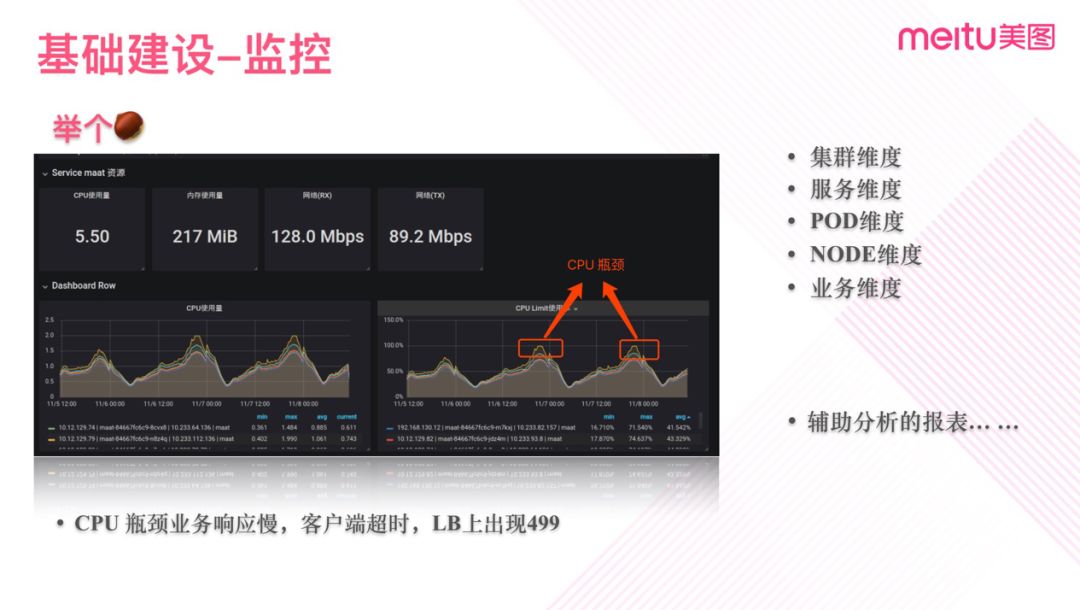 基础建设–监控
meitu美图
举个
Service maat 资源
CPU使用量
内存使用量
网络(RX)
网络(TX)
5.50
217 MiB
128.0 Mbps
89.2 Mbps
CPU 瓶颈
Dashboard Row
CPU使用量
2.5
2.0
1.5
1.0
0.5
0
11/5 12:00 11/6 00:00 11/6 12:00 11/7 00:00 11/7 12:00 11/8 00:00
min max avg current
10.12.129.74 | maat-84667fc6c9-8cvx8 | 10.233.64.136 | maat 0.361 1.484 0.885 0.611
10.12.129.79 | maat-84667fc6c9-n8z4q | 10.233.112.136 | maat 0.402 1.990 1.061 0.743
CPU Limit使用
150.0%
100.0%
50.0%
0%
11/5 12:00 11/6 00:00 11/6 12:00 11/7 00:00 11/7 12:00 11/8 00:00
min max avg
192.168.130.12 | maat-84667fc6c9-m7kxj | 10.233.82.157 | maat 16.710% 71.540% 41.542%
10.12.129.82 | maat-84667fc6c9-jdz4m | 10.233.93.8 | maat 17.870% 74.637% 43.329%
• 集群维度
• 服务维度
• POD维度
• NODE维度
• 业务维度
• 辅助分析的报表... ...
• CPU 瓶颈业务响应慢，客户端超时，LB上出现499